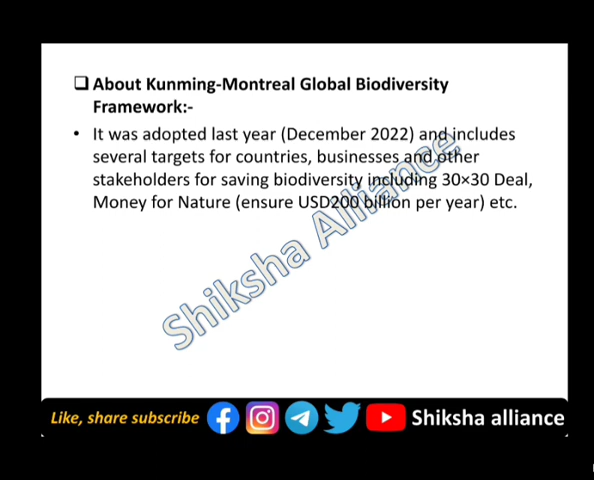 ❑ About Kunming-Montreal Global Biodiversity
Framework:-
• It was adopted last year (December 2022) and includes
several targets for countries, businesses and other
stakeholders for saving biodiversity including 30×30 Deal,
Money for Nature (ensure USD200 billion per year) etc.
Shiksha Alliance
Like, share subscribe
Shiksha alliance